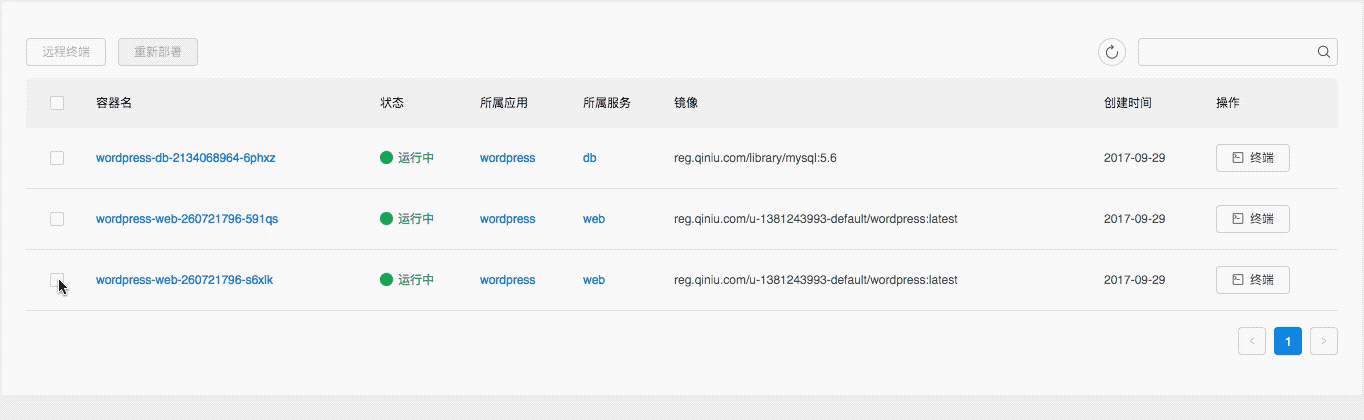 远程终端 重新部署
容器名 状态 所属应用 所属服务 镜像 创建时间 操作
wordpress-db-2134068964-6phxz 运行中 wordpress db reg.qiniu.com/library/mysql:5.6 2017-09-29 终端
wordpress-web-260721796-591qs 运行中 wordpress web reg.qiniu.com/u-1381243993-default/wordpress:latest 2017-09-29 终端
wordpress-web-260721796-s6xlk 运行中 wordpress web reg.qiniu.com/u-1381243993-default/wordpress:latest 2017-09-29 终端
< 1 >